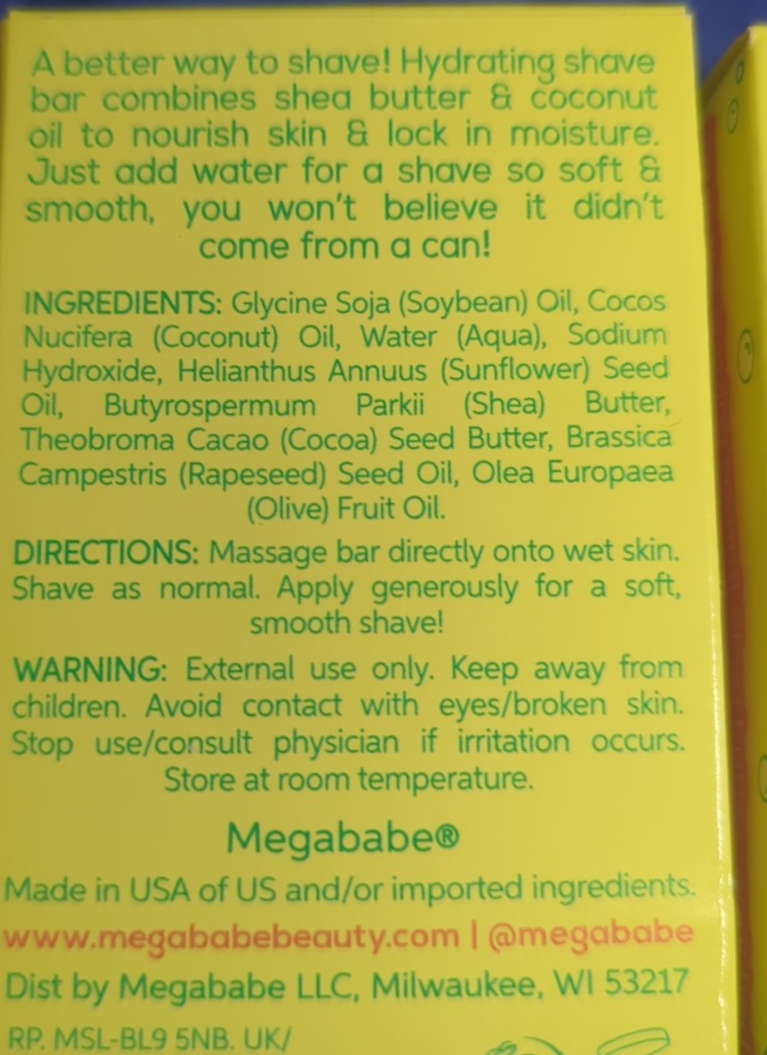 A better way to shave! Hydrating shave
bar combines shea butter & coconut
oil to nourish skin & lock in moisture.
Just add water for a shave so soft &
smooth, you won't believe it didn't
come from a can!
INGREDIENTS: Glycine Soja (Soybean) Oil, Cocos
Nucifera (Coconut) Oil, Water (Aqua), Sodium
Hydroxide, Helianthus Annuus (Sunflower) Seed
Oil, Butyrospermum Parkii (Shea) Butter,
Theobroma Cacao (Cocoa) Seed Butter, Brassica
Campestris (Rapeseed) Seed Oil, Olea Europaea
(Olive) Fruit Oil.
DIRECTIONS: Massage bar directly onto wet skin.
Shave as normal. Apply generously for a soft,
smooth shave!
WARNING: External use only. Keep away from
children. Avoid contact with eyes/broken skin.
Stop use/consult physician if irritation occurs.
Store at room temperature.
Megababe®
Made in USA of US and/or imported ingredients.
www.megababebeauty.com | @megababe
Dist by Megababe LLC, Milwaukee, WI 53217
RP. MSL-BL9 5NB. UK/